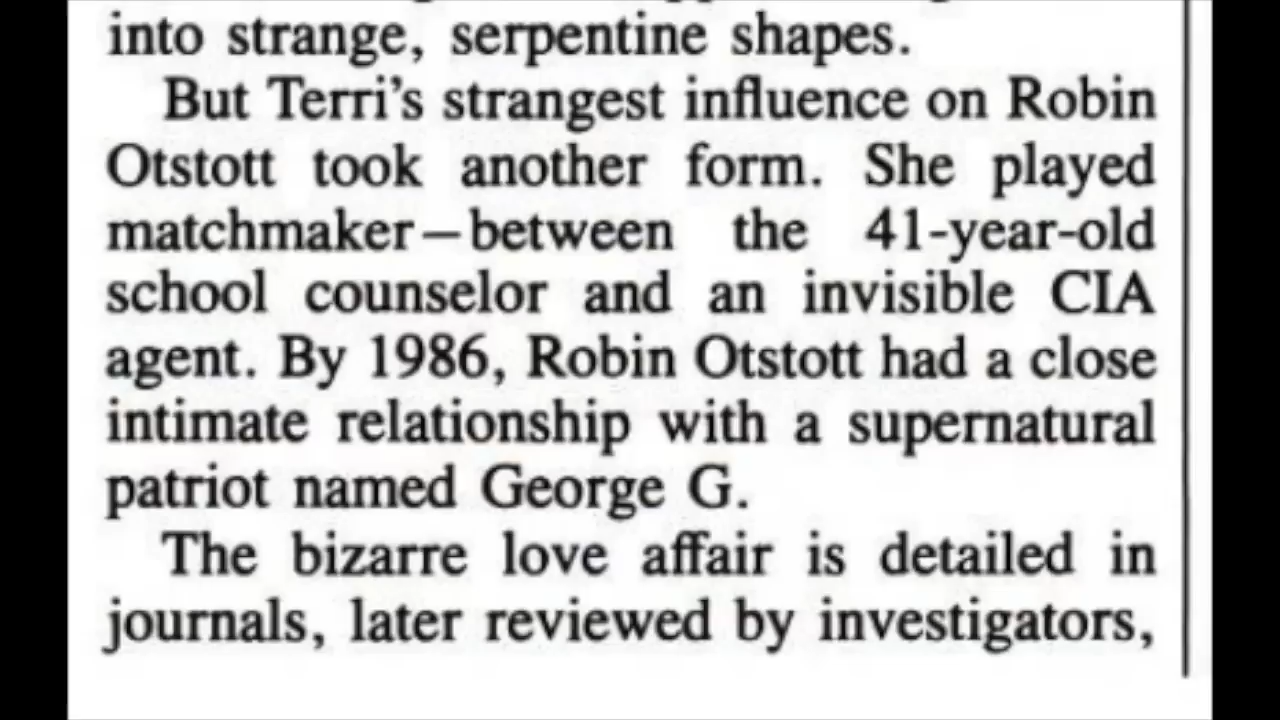 into strange, serpentine shapes.
But Terri's strangest influence on Robin
Otstott took another form. She played
matchmaker—between the 41-year-old
school counselor and an invisible CIA
agent. By 1986, Robin Otstott had a close
intimate relationship with a supernatural
patriot named George G.
The bizarre love affair is detailed in
journals, later reviewed by investigators,